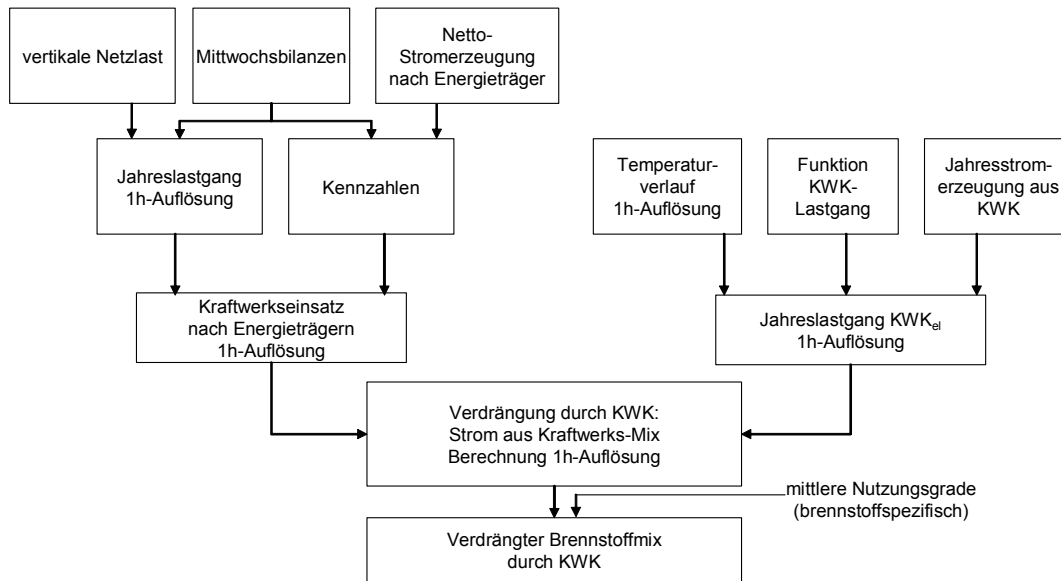 vertikale Netzlast
Mittwochsbilanzen
Netto-
Stromerzeugung
nach Energieträger
Jahreslastgang
1h-Auflösung
Kennzahlen
Temperatur-
verlauf
1h-Auflösung
Funktion
KWK-
Lastgang
Jahresstrom-
erzeugung aus
KWK
Kraftwerkseinsatz
nach Energieträgern
1h-Auflösung
Jahreslastgang KWKel
1h-Auflösung
Verdrängung durch KWK:
Strom aus Kraftwerks-Mix
Berechnung 1h-Auflösung
mittlere Nutzungsgrade
(brennstoffspezifisch)
Verdrängter Brennstoffmix
durch KWK